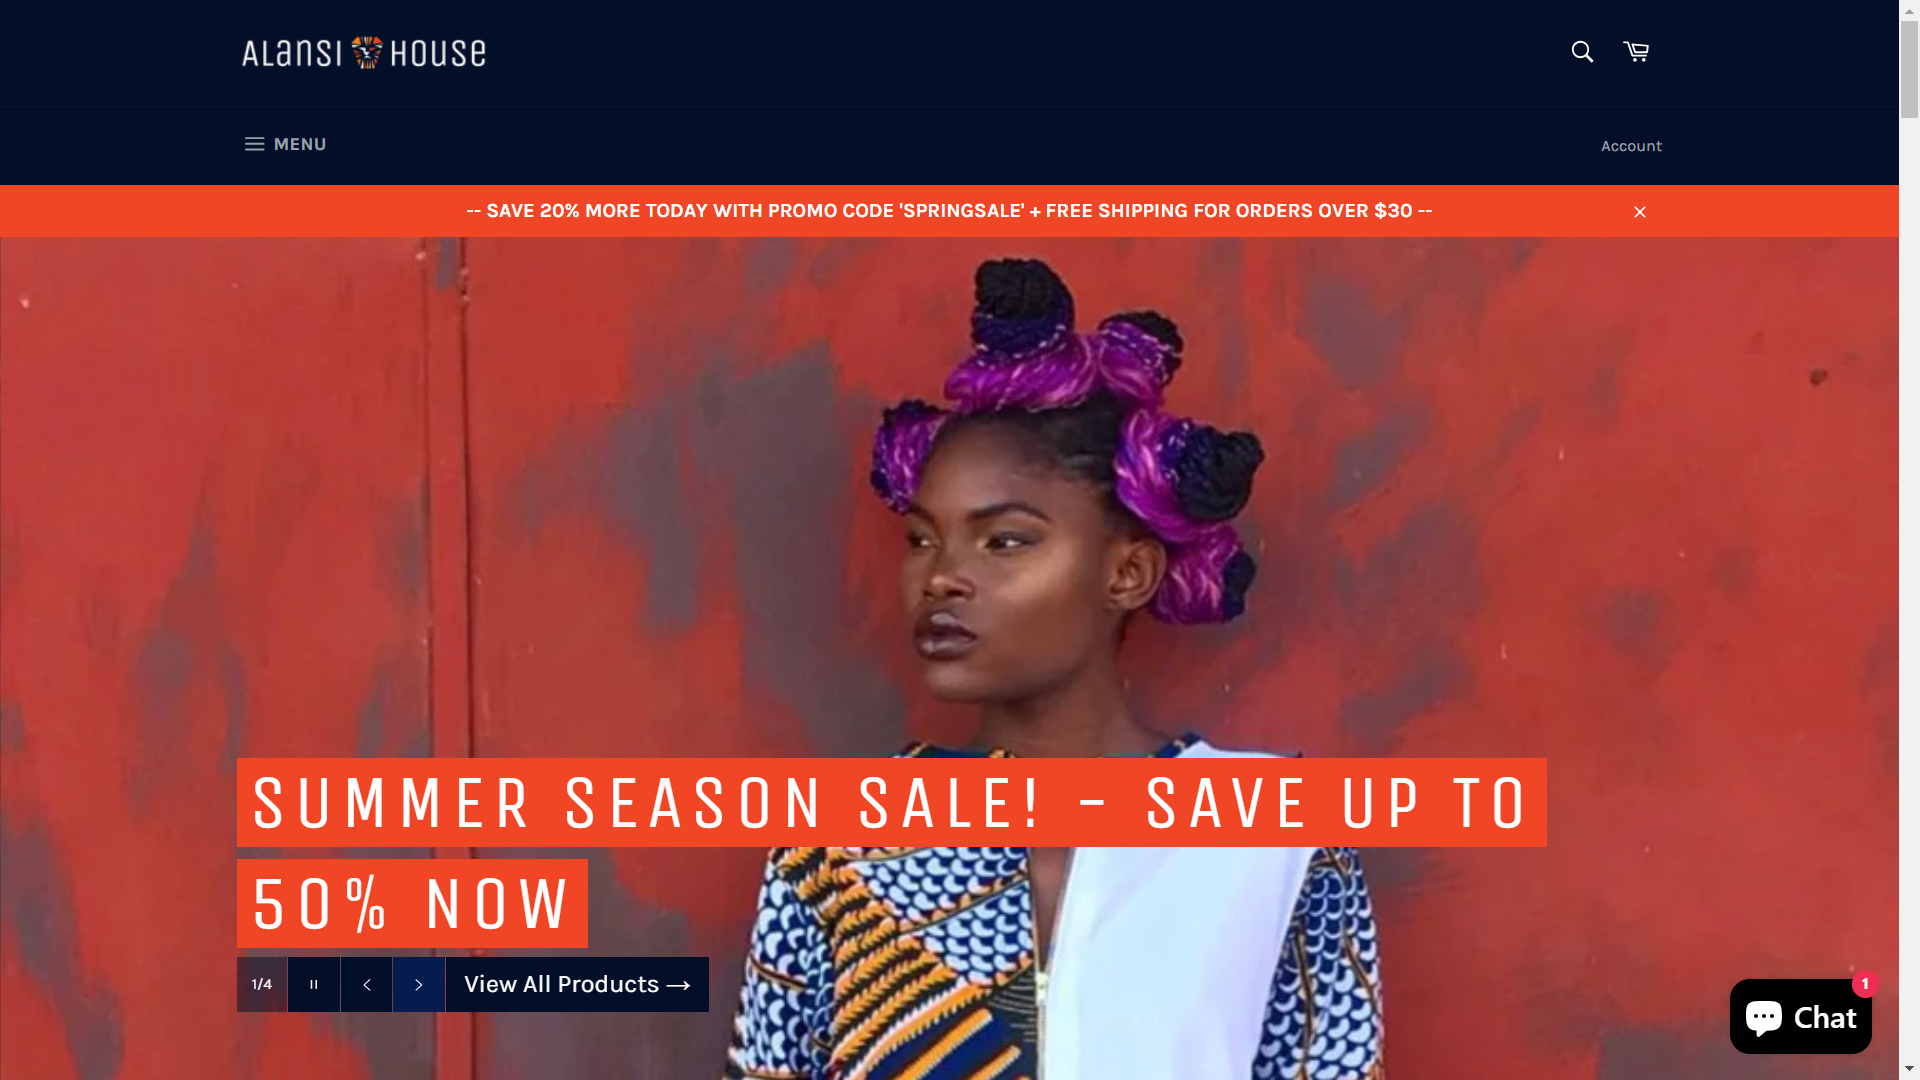 ALANSI HOUSE
MENU
Account
-- SAVE 20% MORE TODAY WITH PROMO CODE 'SPRINGSALE' + FREE SHIPPING FOR ORDERS OVER $30 --
SUMMER SEASON SALE! - SAVE UP TO
50% NOW
1/4
View All Products →
1
Chat